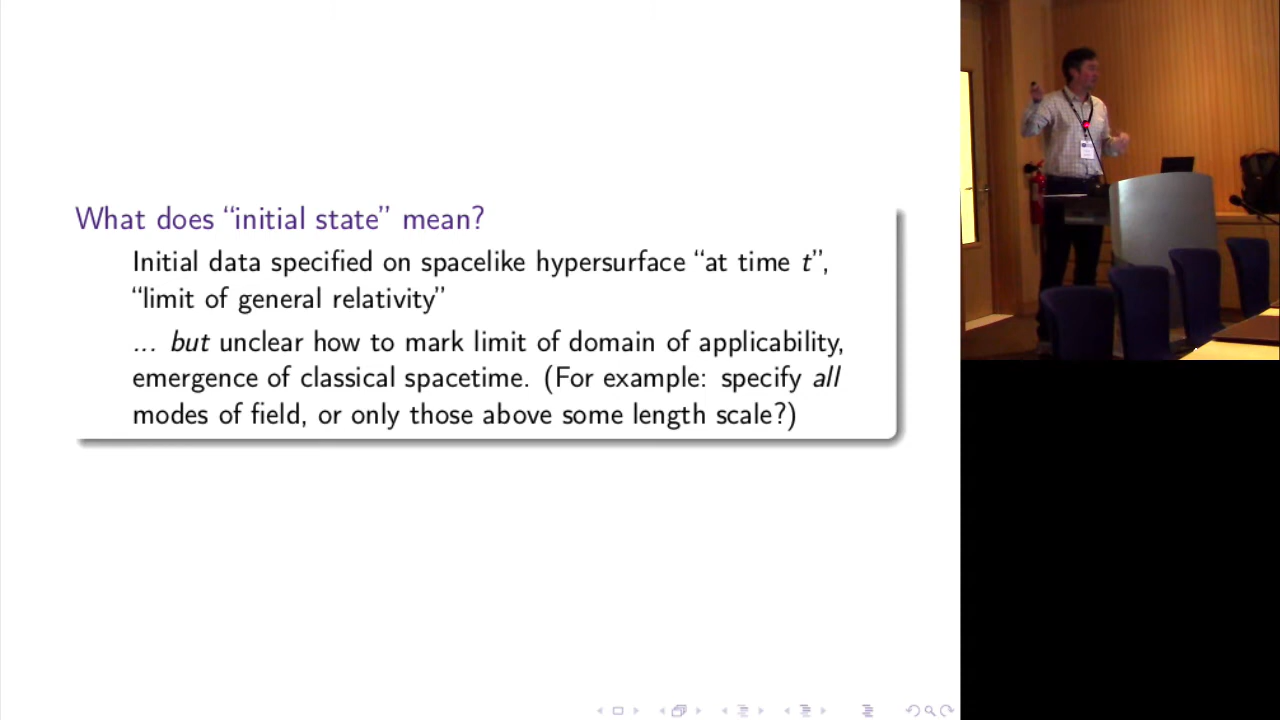 What does “initial state” mean?
Initial data specified on spacelike hypersurface “at time t”,
“limit of general relativity”
... but unclear how to mark limit of domain of applicability,
emergence of classical spacetime. (For example: specify all
modes of field, or only those above some length scale?)